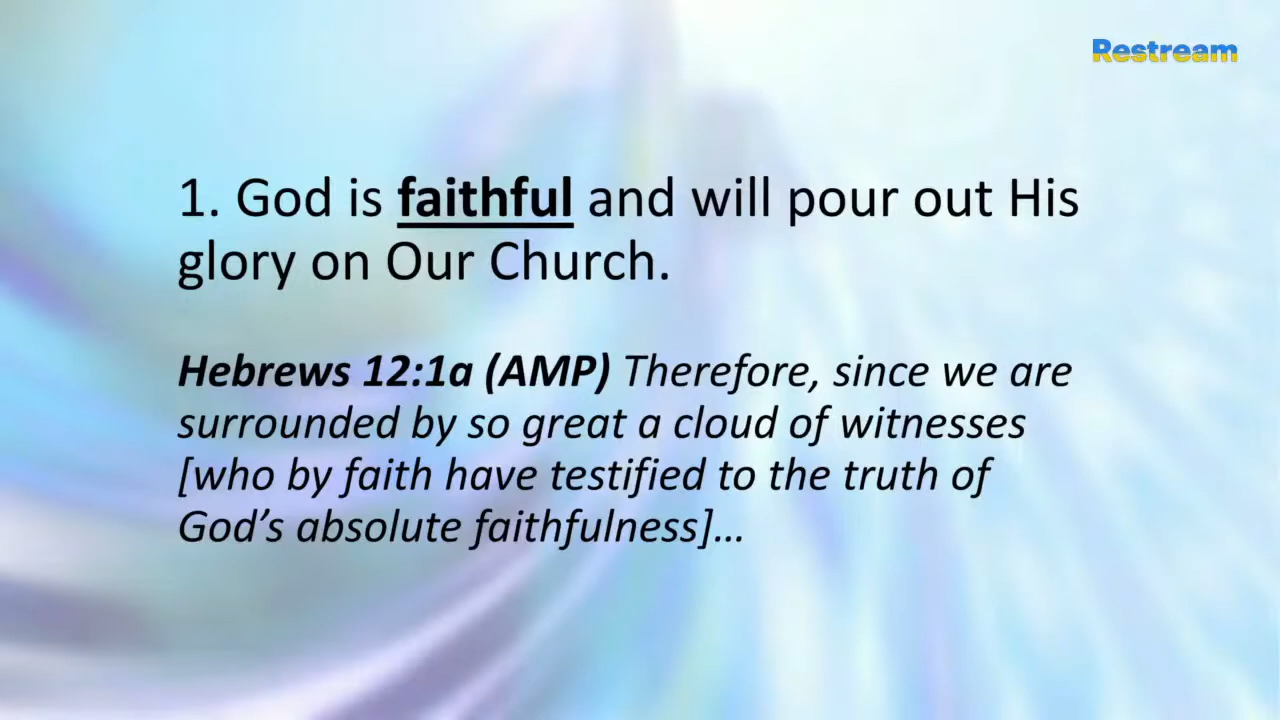 Restream
1. God is faithful and will pour out His
glory on Our Church.
Hebrews 12:1a (AMP) Therefore, since we are
surrounded by so great a cloud of witnesses
[who by faith have testified to the truth of
God’s absolute faithfulness]…